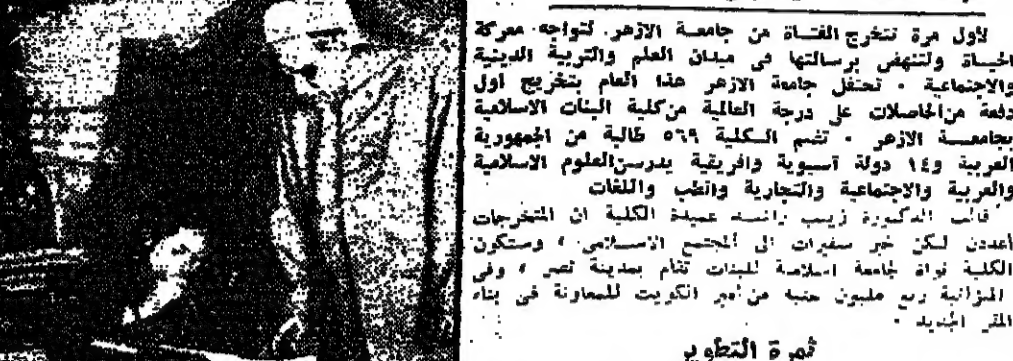 لأول مرة تتخرج الفتاة من جامعة الازهر. لتواجه معركة
الحياة ولتنهض برسالتها فى ميدان العلم والتربية الدينية
والاجتماعية . تحتفل جامعة الازهر هذا العام بتخريج أول
دفعة من الحاصلات على درجة العالمية من كلية البنات الاسلامية
بجامعة الازهر . تضم الكلية ٥٦٩ طالبة من الجمهورية
العربية و١٤ دولة آسيوية وافريقية يدرسن العلوم الاسلامية
والعربية والاجتماعية والتجارية والطب واللغات
قالت الدكتورة زينب راشد عميدة الكلية ان المتخرجات
أعددن لكن خير سفيرات الى المجتمع الاسلامى ، وستكون
الكلية نواة لجامعة اسلامية للبنات تقام بمدينة نصر ، وفى
الميزانية ربع مليون جنيه من أمير الكويت للمعاونة فى بناء
المقر الجديد .
ثمرة التطوير